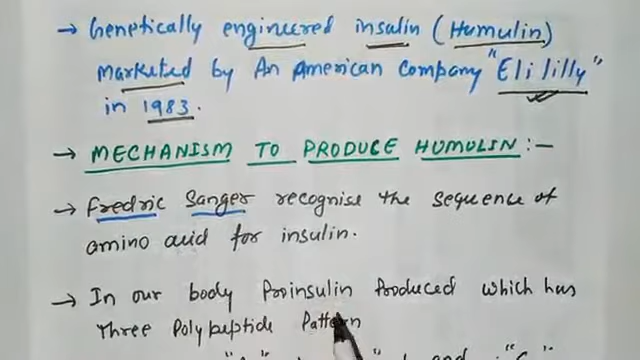 → Genetically engineered insulin (Humulin)
Marketed by An American Company "Eli lilly"
in 1983.
→ MECHANISM TO PRODUCE HUMULIN :-
→ Fredric Sanger recognise the sequence of
amino acid for insulin.
→ In our body Proinsulin Produced which has
three Polypeptide Pattern